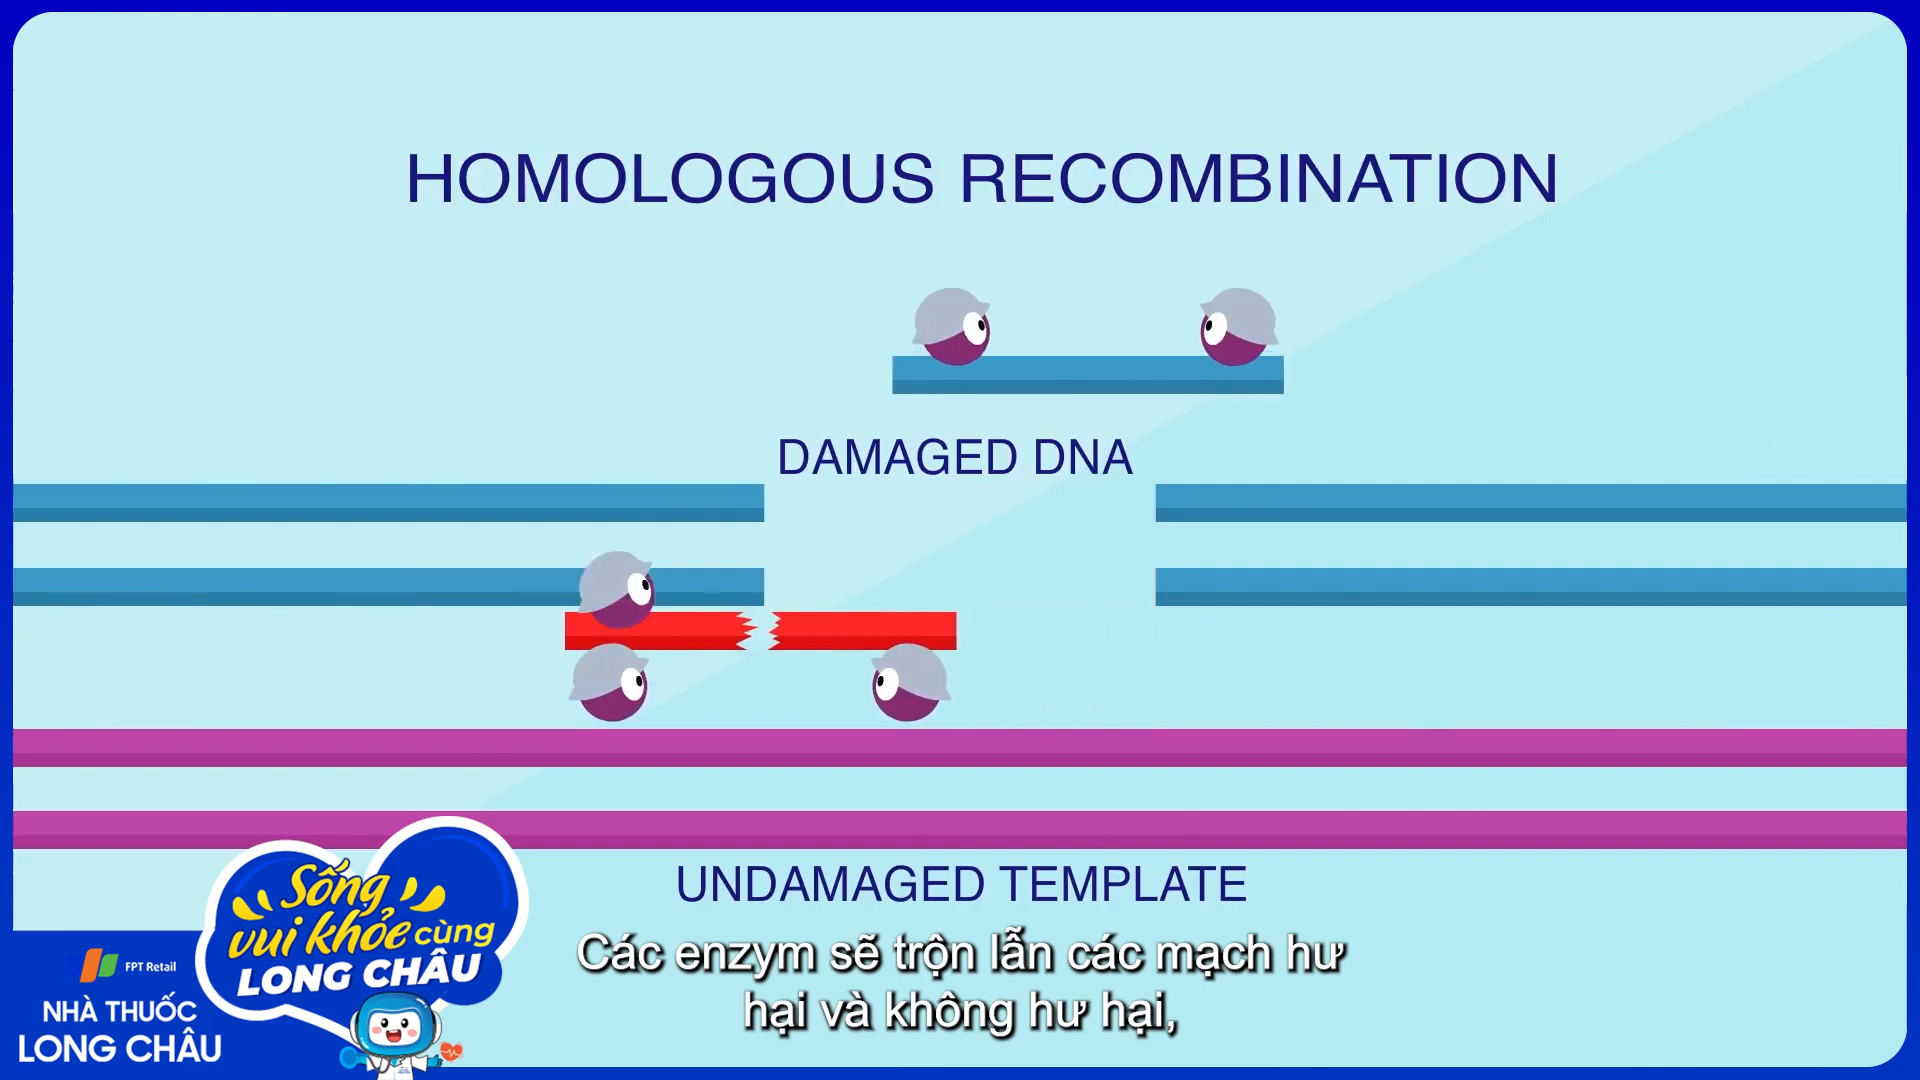 HOMOLOGOUS RECOMBINATION
DAMAGED DNA
UNDAMAGED TEMPLATE
Các enzym sẽ trộn lẫn các mạch hư
hại và không hư hại,
Sống
vui khỏe cùng
LONG CHÂU
FPT Retail
NHÀ THUỐC
LONG CHÂU